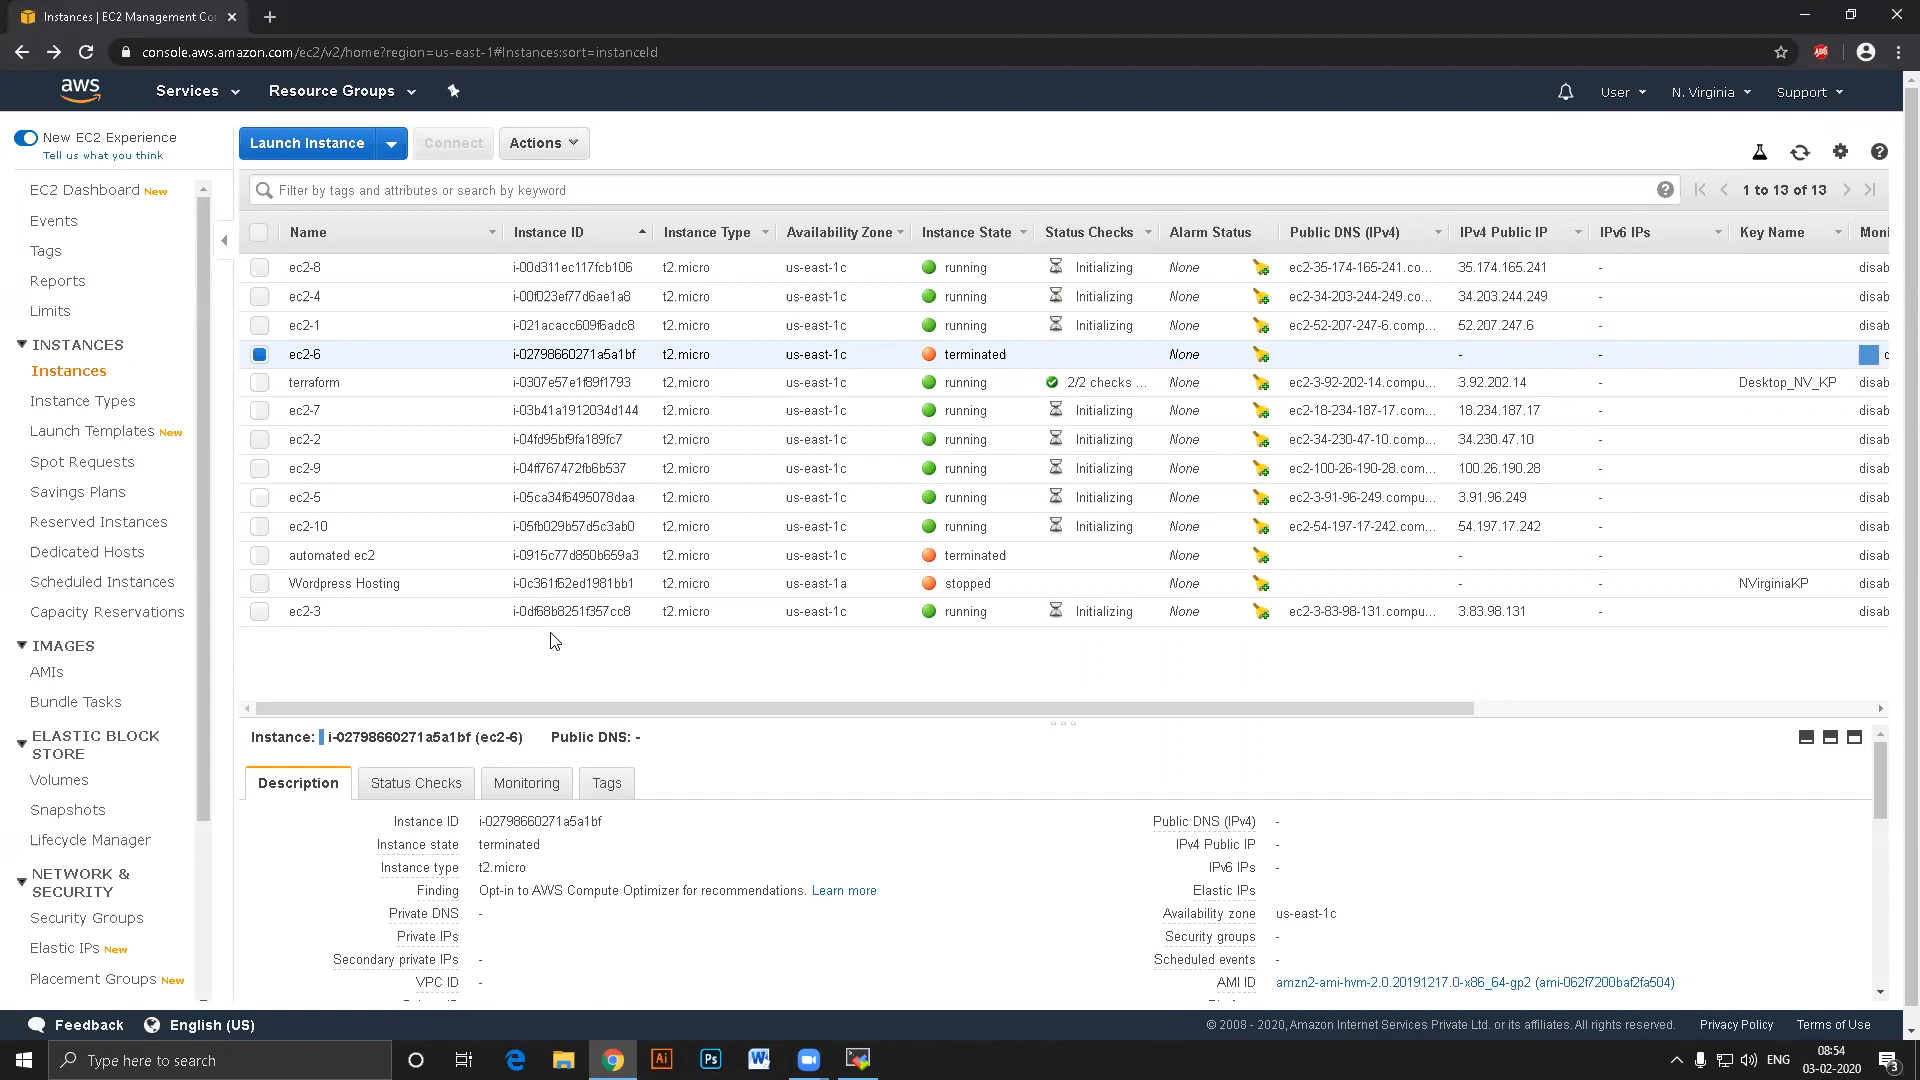 Instances | EC2 Management Co
console.aws.amazon.com/ec2/v2/home?region=us-east-1#Instances:sort=instanceId
aws Services Resource Groups User N. Virginia Support
New EC2 Experience
Tell us what you think
Launch Instance Connect Actions
Filter by tags and attributes or search by keyword
1 to 13 of 13
EC2 Dashboard New
Events
Tags
Reports
Limits
INSTANCES
Instances
Instance Types
Launch Templates New
Spot Requests
Savings Plans
Reserved Instances
Dedicated Hosts
Scheduled Instances
Capacity Reservations
IMAGES
AMIs
Bundle Tasks
ELASTIC BLOCK
STORE
Volumes
Snapshots
Lifecycle Manager
NETWORK &
SECURITY
Security Groups
Elastic IPs New
Placement Groups New
Name Instance ID Instance Type Availability Zone Instance State Status Checks Alarm Status Public DNS (IPv4) IPv4 Public IP IPv6 IPs Key Name Moni
ec2-8 i-00d311ec117fcb106 t2.micro us-east-1c running Initializing None ec2-35-174-165-241.co... 35.174.165.241 - disab
ec2-4 i-00f023ef77d6ae1a8 t2.micro us-east-1c running Initializing None ec2-34-203-244-249.co... 34.203.244.249 - disab
ec2-1 i-021acacc609f6adc8 t2.micro us-east-1c running Initializing None ec2-52-207-247-6.comp... 52.207.247.6 - disab
ec2-6 i-02798660271a5a1bf t2.micro us-east-1c terminated None - -
terraform i-0307e57e1f89f1793 t2.micro us-east-1c running 2/2 checks ... None ec2-3-92-202-14.compu... 3.92.202.14 - Desktop_NV_KP disab
ec2-7 i-03b41a1912034d144 t2.micro us-east-1c running Initializing None ec2-18-234-187-17.com... 18.234.187.17 - disab
ec2-2 i-04fd95bf9fa189fc7 t2.micro us-east-1c running Initializing None ec2-34-230-47-10.comp... 34.230.47.10 - disab
ec2-9 i-04ff767472fb6b537 t2.micro us-east-1c running Initializing None ec2-100-26-190-28.com... 100.26.190.28 - disab
ec2-5 i-05ca34f6495078daa t2.micro us-east-1c running Initializing None ec2-3-91-96-249.compu... 3.91.96.249 - disab
ec2-10 i-05fb029b57d5c3ab0 t2.micro us-east-1c running Initializing None ec2-54-197-17-242.com... 54.197.17.242 - disab
automated ec2 i-0915c77d850b659a3 t2.micro us-east-1c terminated None - - disab
Wordpress Hosting i-0c361f62ed1981bb1 t2.micro us-east-1a stopped None - - NVirginiaKP disab
ec2-3 i-0df68b8251f357cc8 t2.micro us-east-1c running Initializing None ec2-3-83-98-131.compu... 3.83.98.131 - disab
Instance: i-02798660271a5a1bf (ec2-6) Public DNS: -
Description Status Checks Monitoring Tags
Instance ID i-02798660271a5a1bf Public DNS (IPv4) -
Instance state terminated IPv4 Public IP -
Instance type t2.micro IPv6 IPs -
Finding Opt-in to AWS Compute Optimizer for recommendations. Learn more Elastic IPs
Private DNS - Availability zone us-east-1c
Private IPs Security groups -
Secondary private IPs - Scheduled events -
VPC ID - AMI ID amzn2-ami-hvm-2.0.20191217.0-x86_64-gp2 (ami-062f7200baf2fa504)
Feedback English (US) © 2008 - 2020, Amazon Internet Services Private Ltd. or its affiliates. All rights reserved. Privacy Policy Terms of Use
Type here to search
Ai Ps W
ENG
08:54
03-02-2020
3